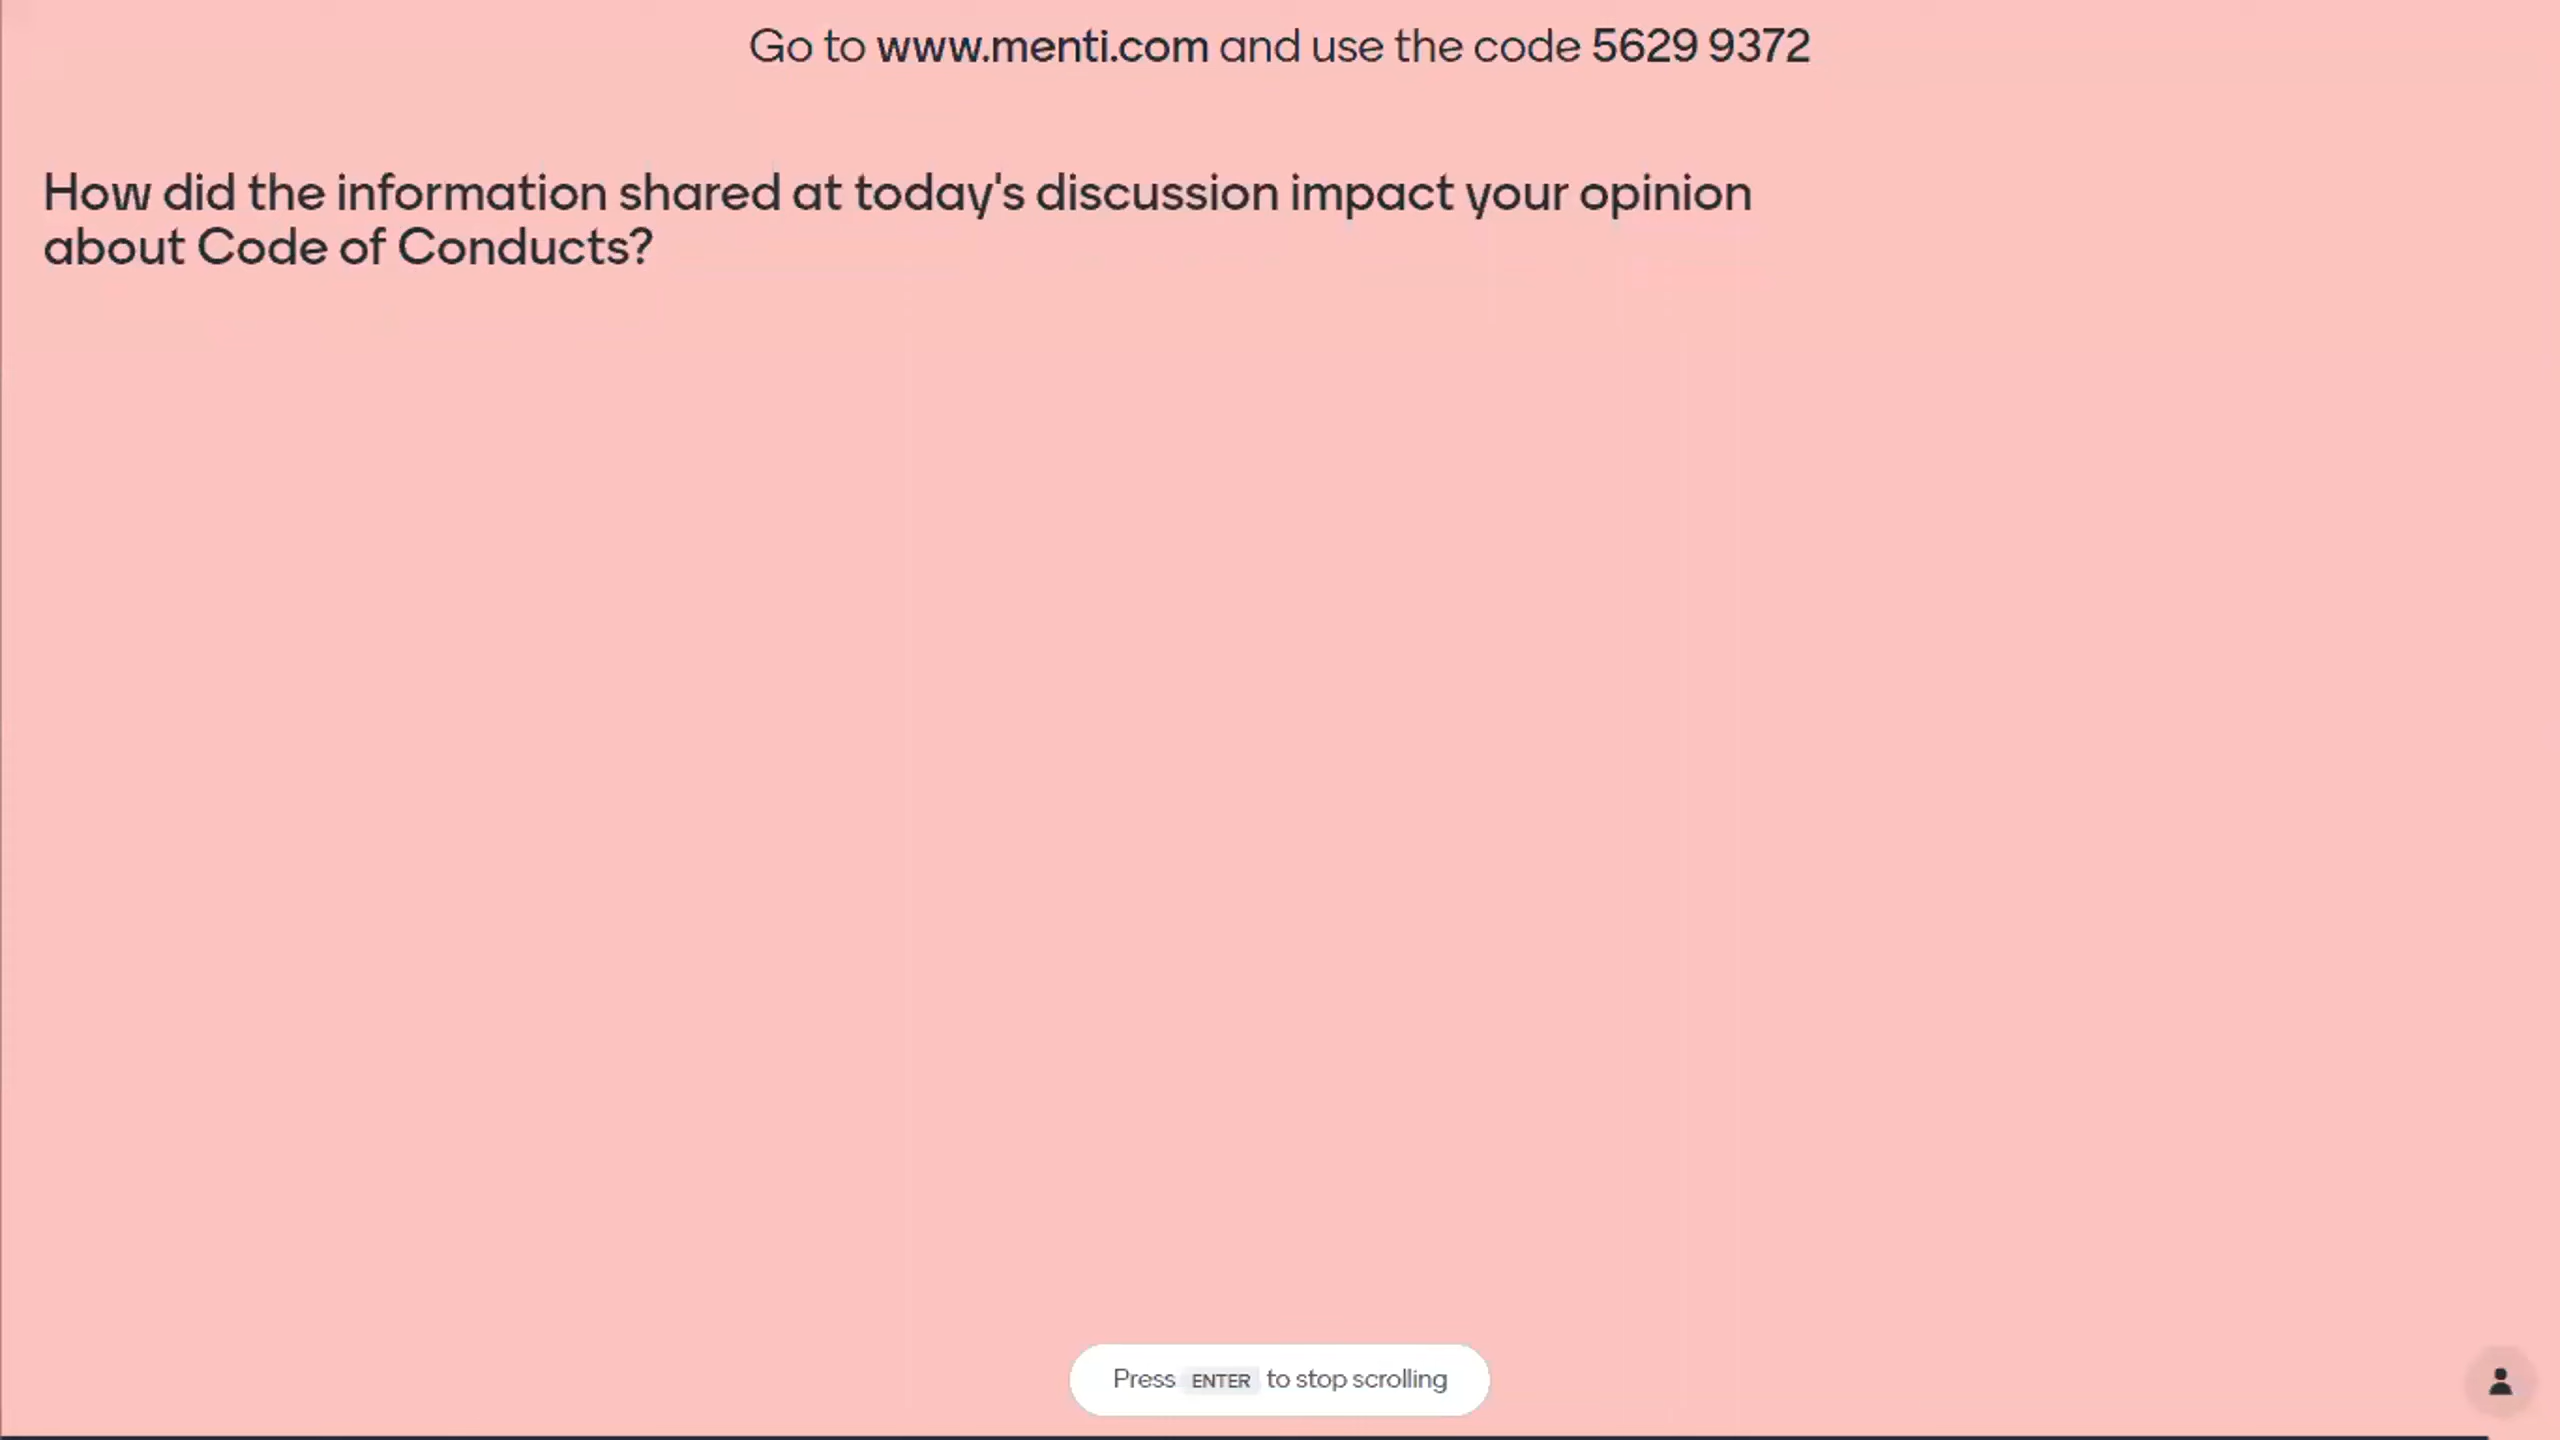 Go to www.menti.com and use the code 5629 9372
How did the information shared at today's discussion impact your opinion
about Code of Conducts?
Press ENTER to stop scrolling